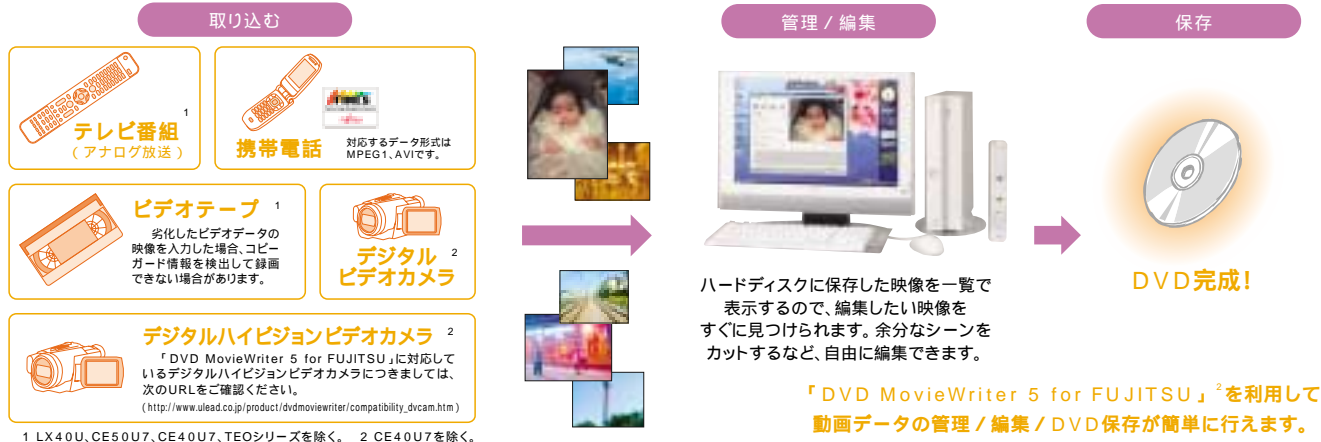 取り込む
テレビ番組 1
(アナログ放送)
携帯電話
対応するデータ形式は
MPEG1、AVIです。
ビデオテープ 1
劣化したビデオデータの
映像を入力した場合、コピー
ガード情報を検出して録画
できない場合があります。
デジタル 2
ビデオカメラ
デジタルハイビジョンビデオカメラ 2
「DVD MovieWriter 5 for FUJITSU」に対応して
いるデジタルハイビジョンビデオカメラにつきましては、
次のURLをご確認ください。
(http://www.ulead.co.jp/product/dvdmoviewriter/compatibility_dvcam.htm)
1 LX40U、CE50U7、CE40U7、TEOシリーズを除く。 2 CE40U7を除く。
管理/編集
ハードディスクに保存した映像を一覧で
表示するので、編集したい映像を
すぐに見つけられます。余分なシーンを
カットするなど、自由に編集できます。
保存
DVD完成!
「DVD MovieWriter 5 for FUJITSU」2を利用して
動画データの管理/編集/DVD保存が簡単に行えます。